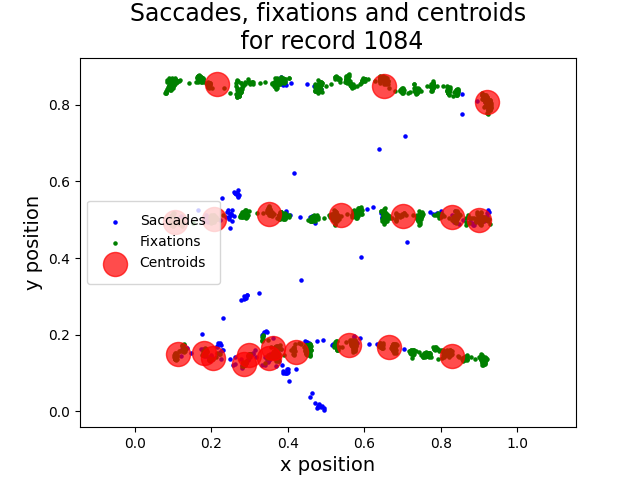 Saccades, fixations and centroids
for record 1084
y position
0.8
0.6
0.4
0.2
0.0
Saccades
Fixations
Centroids
0.0 0.2 0.4 0.6 0.8 1.0
x position